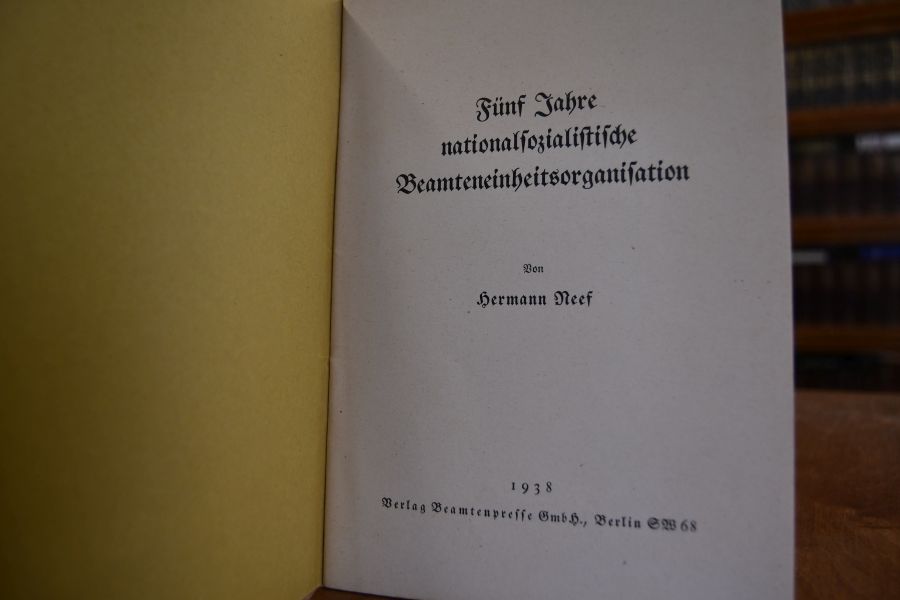 Fünf Jahre
nationalſozialiſtiſche
Beamteneinheitsorganiſation
Von
Hermann Neef
1938
Verlag Beamtenpreſſe GmbH., Berlin SW 68